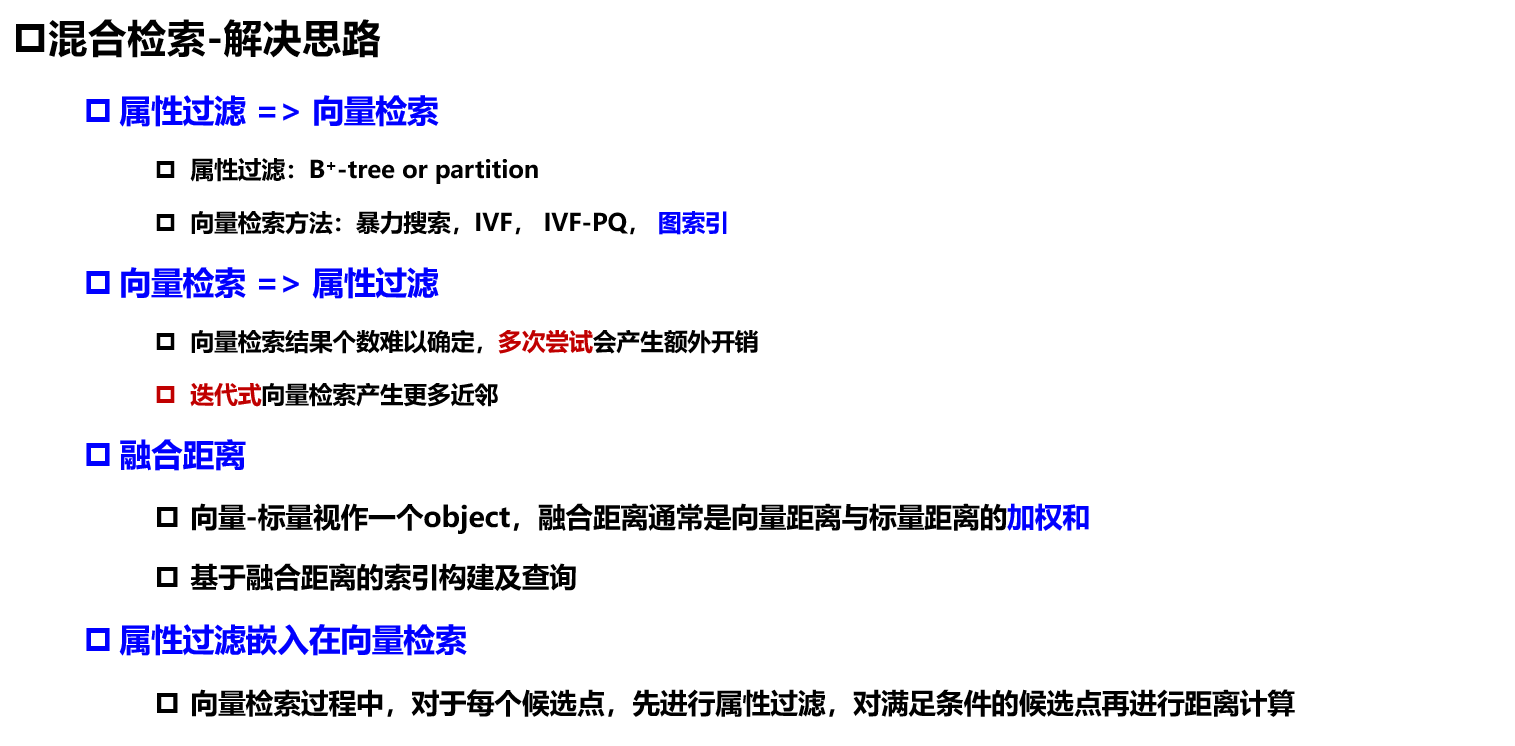 混合检索-解决思路
属性过滤 => 向量检索
属性过滤：B+-tree or partition
向量检索方法：暴力搜索，IVF， IVF-PQ， 图索引
向量检索 => 属性过滤
向量检索结果个数难以确定，多次尝试会产生额外开销
迭代式向量检索产生更多近邻
融合距离
向量-标量视作一个object，融合距离通常是向量距离与标量距离的加权和
基于融合距离的索引构建及查询
属性过滤嵌入在向量检索
向量检索过程中，对于每个候选点，先进行属性过滤，对满足条件的候选点再进行距离计算